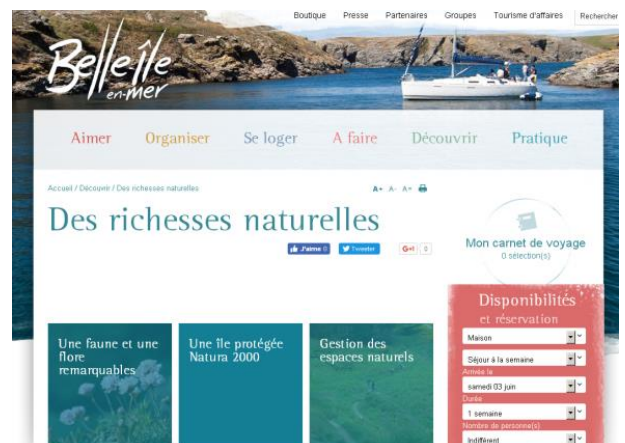 Boutique Presse Partenaires Groupes Tourisme d'affaires Rechercher
Belle île
en-mer
Aimer Organiser Se loger A faire Découvrir Pratique
Accueil / Découvrir / Des richesses naturelles
A+ A- A=
Des richesses naturelles
J'aime 0 Tweeter G+1 0
Mon carnet de voyage
0 sélection(s)
Disponibilités
et réservation
Maison
Séjour à la semaine
Arrivée le
samedi 03 juin
Durée
1 semaine
Nombre de personne(s)
Indifférent
Une faune et une
flore
remarquables
Une île protégée
Natura 2000
Gestion des
espaces naturels